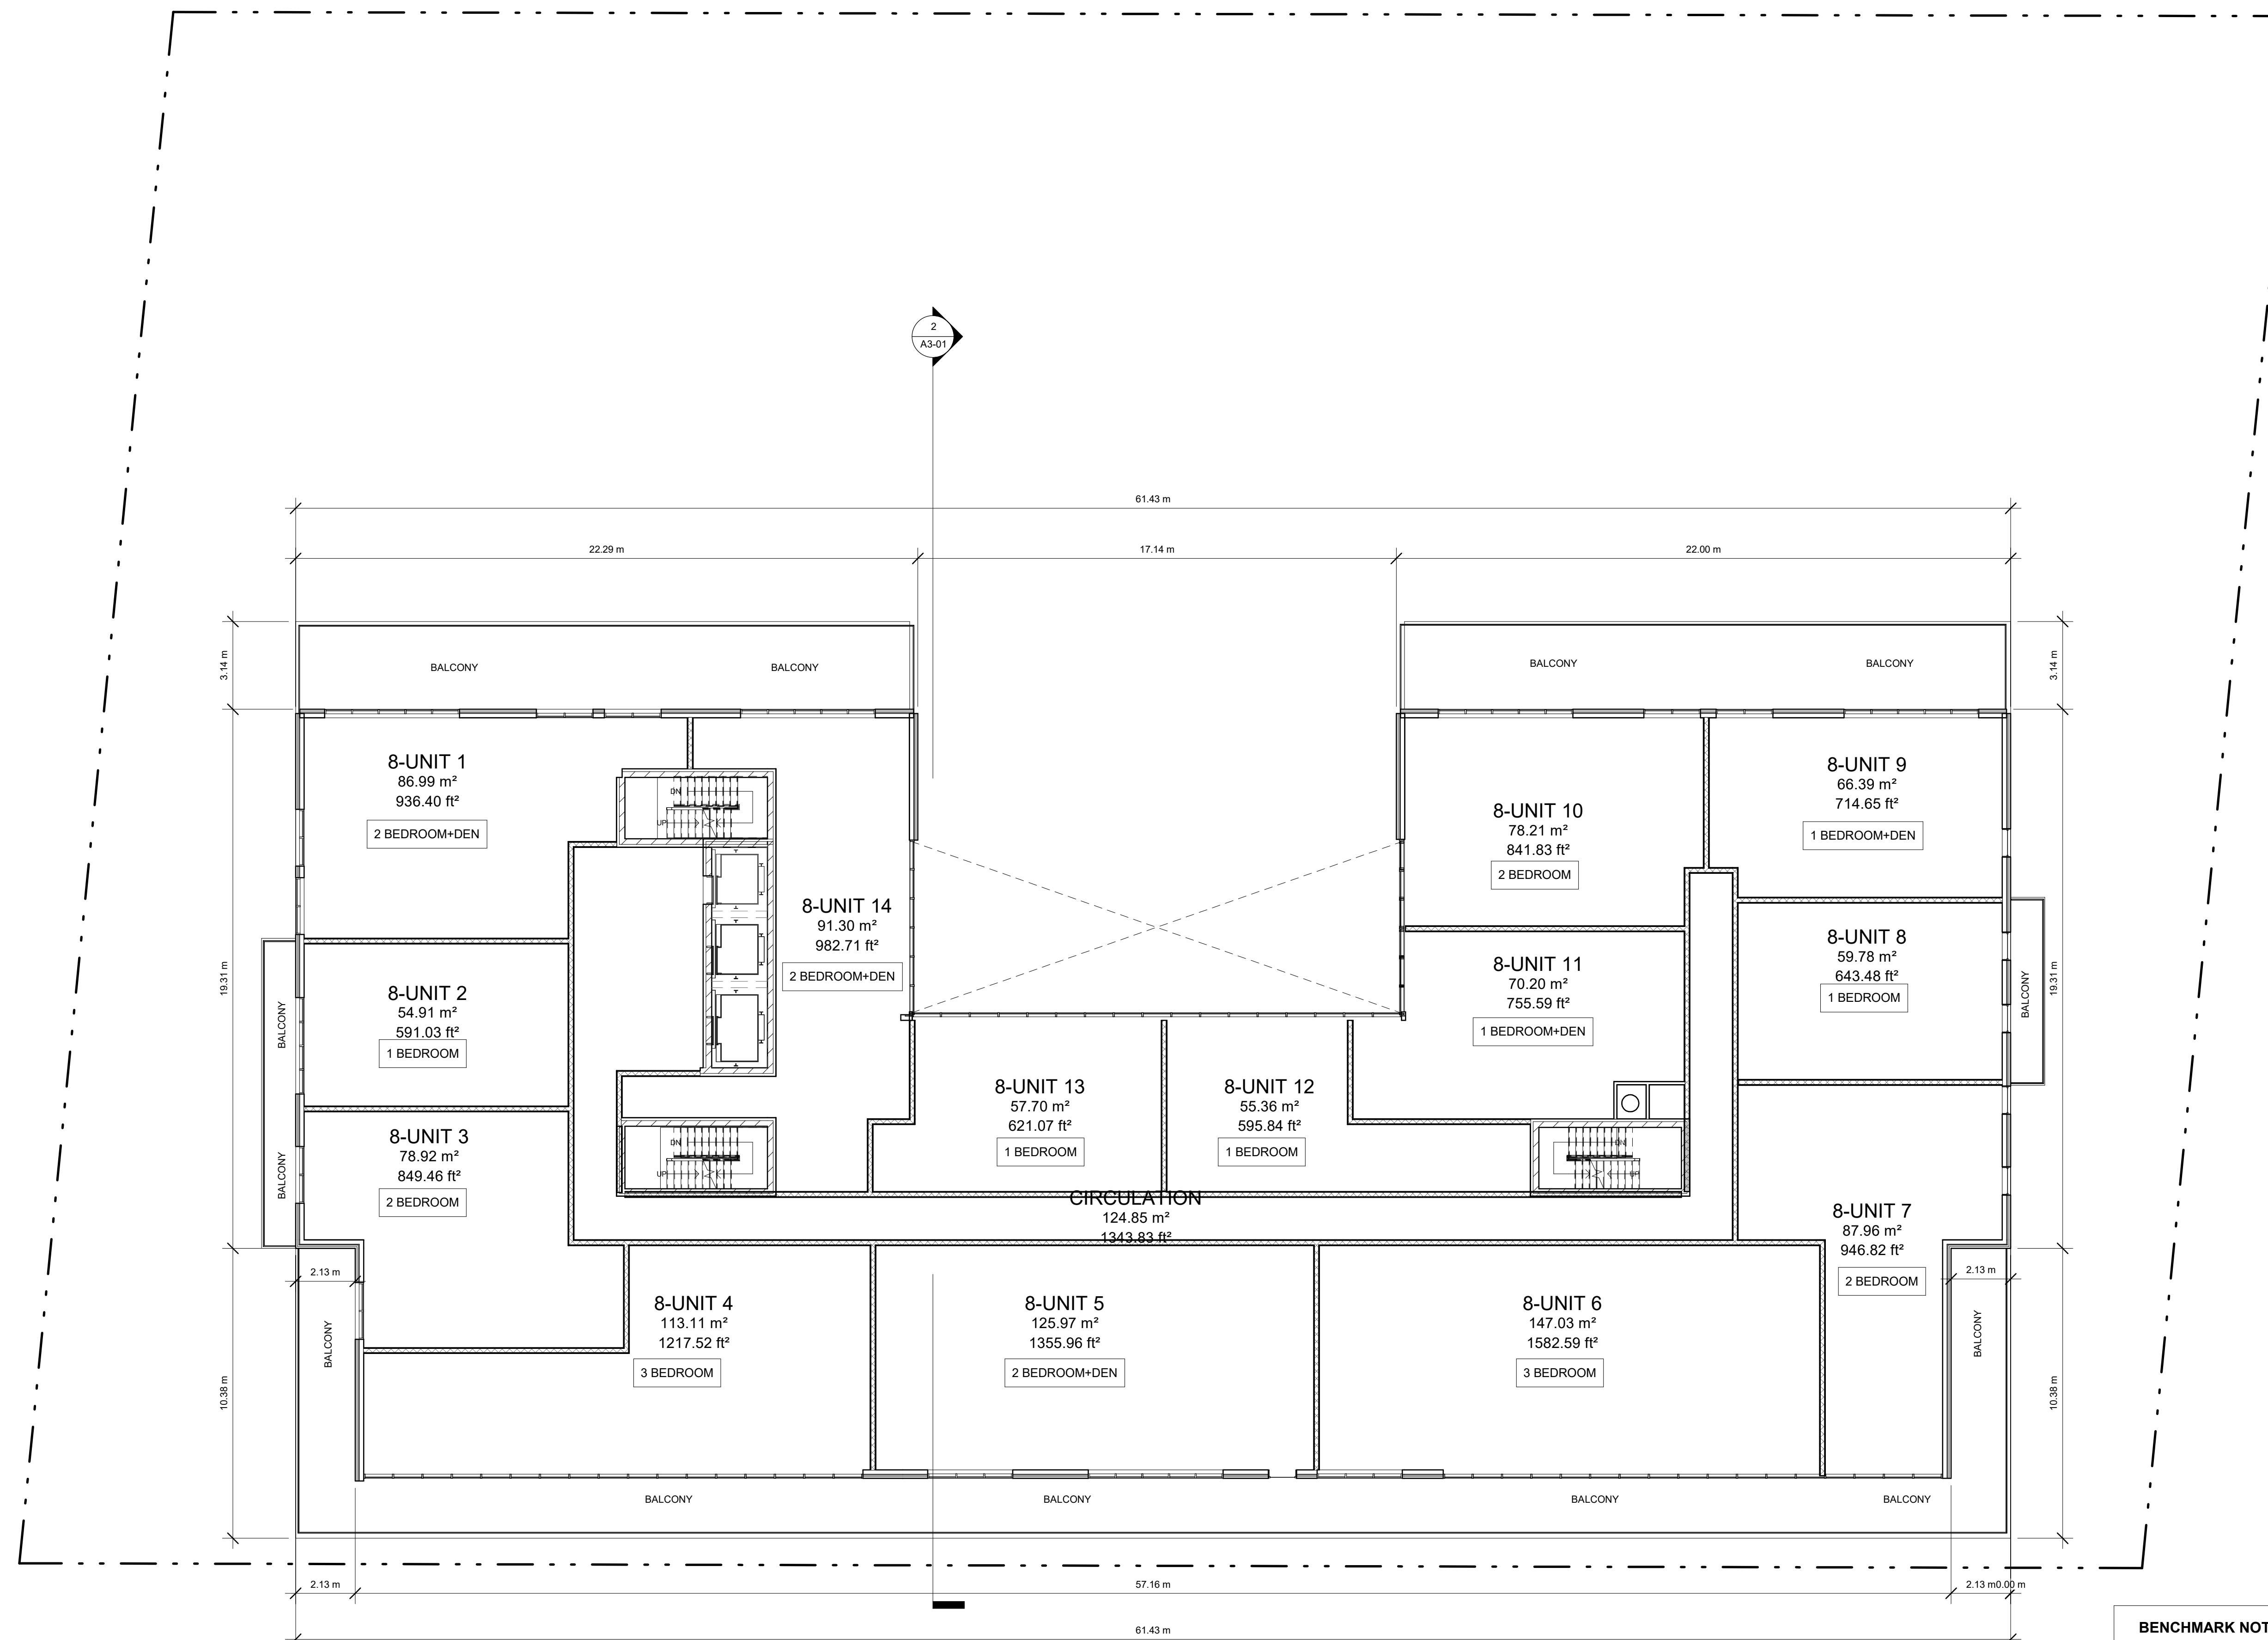 2
A3-01
61.43 m
22.29 m
17.14 m
22.00 m
3.14 m
3.14 m
BALCONY
BALCONY
BALCONY
BALCONY
8-UNIT 1
86.99 m²
936.40 ft²
2 BEDROOM+DEN
DN
UP
8-UNIT 10
78.21 m²
841.83 ft²
2 BEDROOM
8-UNIT 9
66.39 m²
714.65 ft²
1 BEDROOM+DEN
8-UNIT 14
91.30 m²
982.71 ft²
2 BEDROOM+DEN
8-UNIT 2
54.91 m²
591.03 ft²
1 BEDROOM
8-UNIT 11
70.20 m²
755.59 ft²
1 BEDROOM+DEN
8-UNIT 8
59.78 m²
643.48 ft²
1 BEDROOM
19.31 m
BALCONY
BALCONY
19.31 m
8-UNIT 3
78.92 m²
849.46 ft²
2 BEDROOM
BALCONY
DN
UP
8-UNIT 13
57.70 m²
621.07 ft²
1 BEDROOM
8-UNIT 12
55.36 m²
595.84 ft²
1 BEDROOM
DN
UP
CIRCULATION
124.85 m²
1343.83 ft²
8-UNIT 7
87.96 m²
946.82 ft²
2 BEDROOM
2.13 m
2.13 m
BALCONY
8-UNIT 4
113.11 m²
1217.52 ft²
3 BEDROOM
8-UNIT 5
125.97 m²
1355.96 ft²
2 BEDROOM+DEN
8-UNIT 6
147.03 m²
1582.59 ft²
3 BEDROOM
BALCONY
10.38 m
10.38 m
BALCONY
BALCONY
BALCONY
BALCONY
2.13 m
57.16 m
2.13 m0.00 m
61.43 m
BENCHMARK NOT